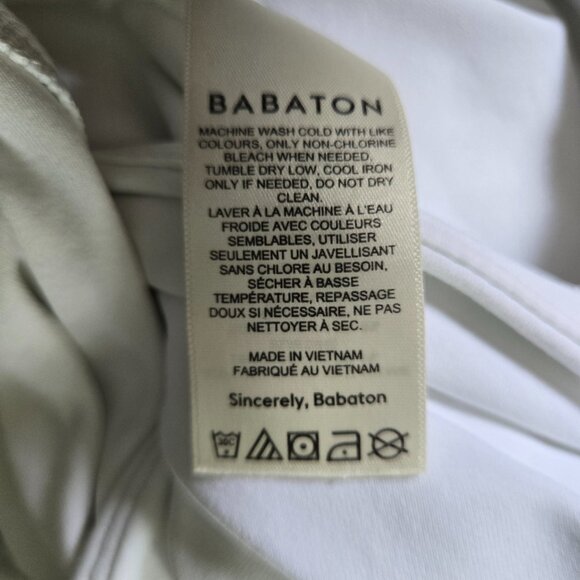 BABATON
MACHINE WASH COLD WITH LIKE
COLOURS, ONLY NON-CHLORINE
BLEACH WHEN NEEDED,
TUMBLE DRY LOW, COOL IRON
ONLY IF NEEDED, DO NOT DRY
CLEAN.
LAVER À LA MACHINE À L'EAU
FROIDE AVEC COULEURS
SEMBLABLES, UTILISER
SEULEMENT UN JAVELLISANT
SANS CHLORE AU BESOIN,
SÉCHER À BASSE
TEMPÉRATURE, REPASSAGE
DOUX SI NÉCESSAIRE, NE PAS
NETTOYER À SEC.
MADE IN VIETNAM
FABRIQUÉ AU VIETNAM
Sincerely, Babaton
30C